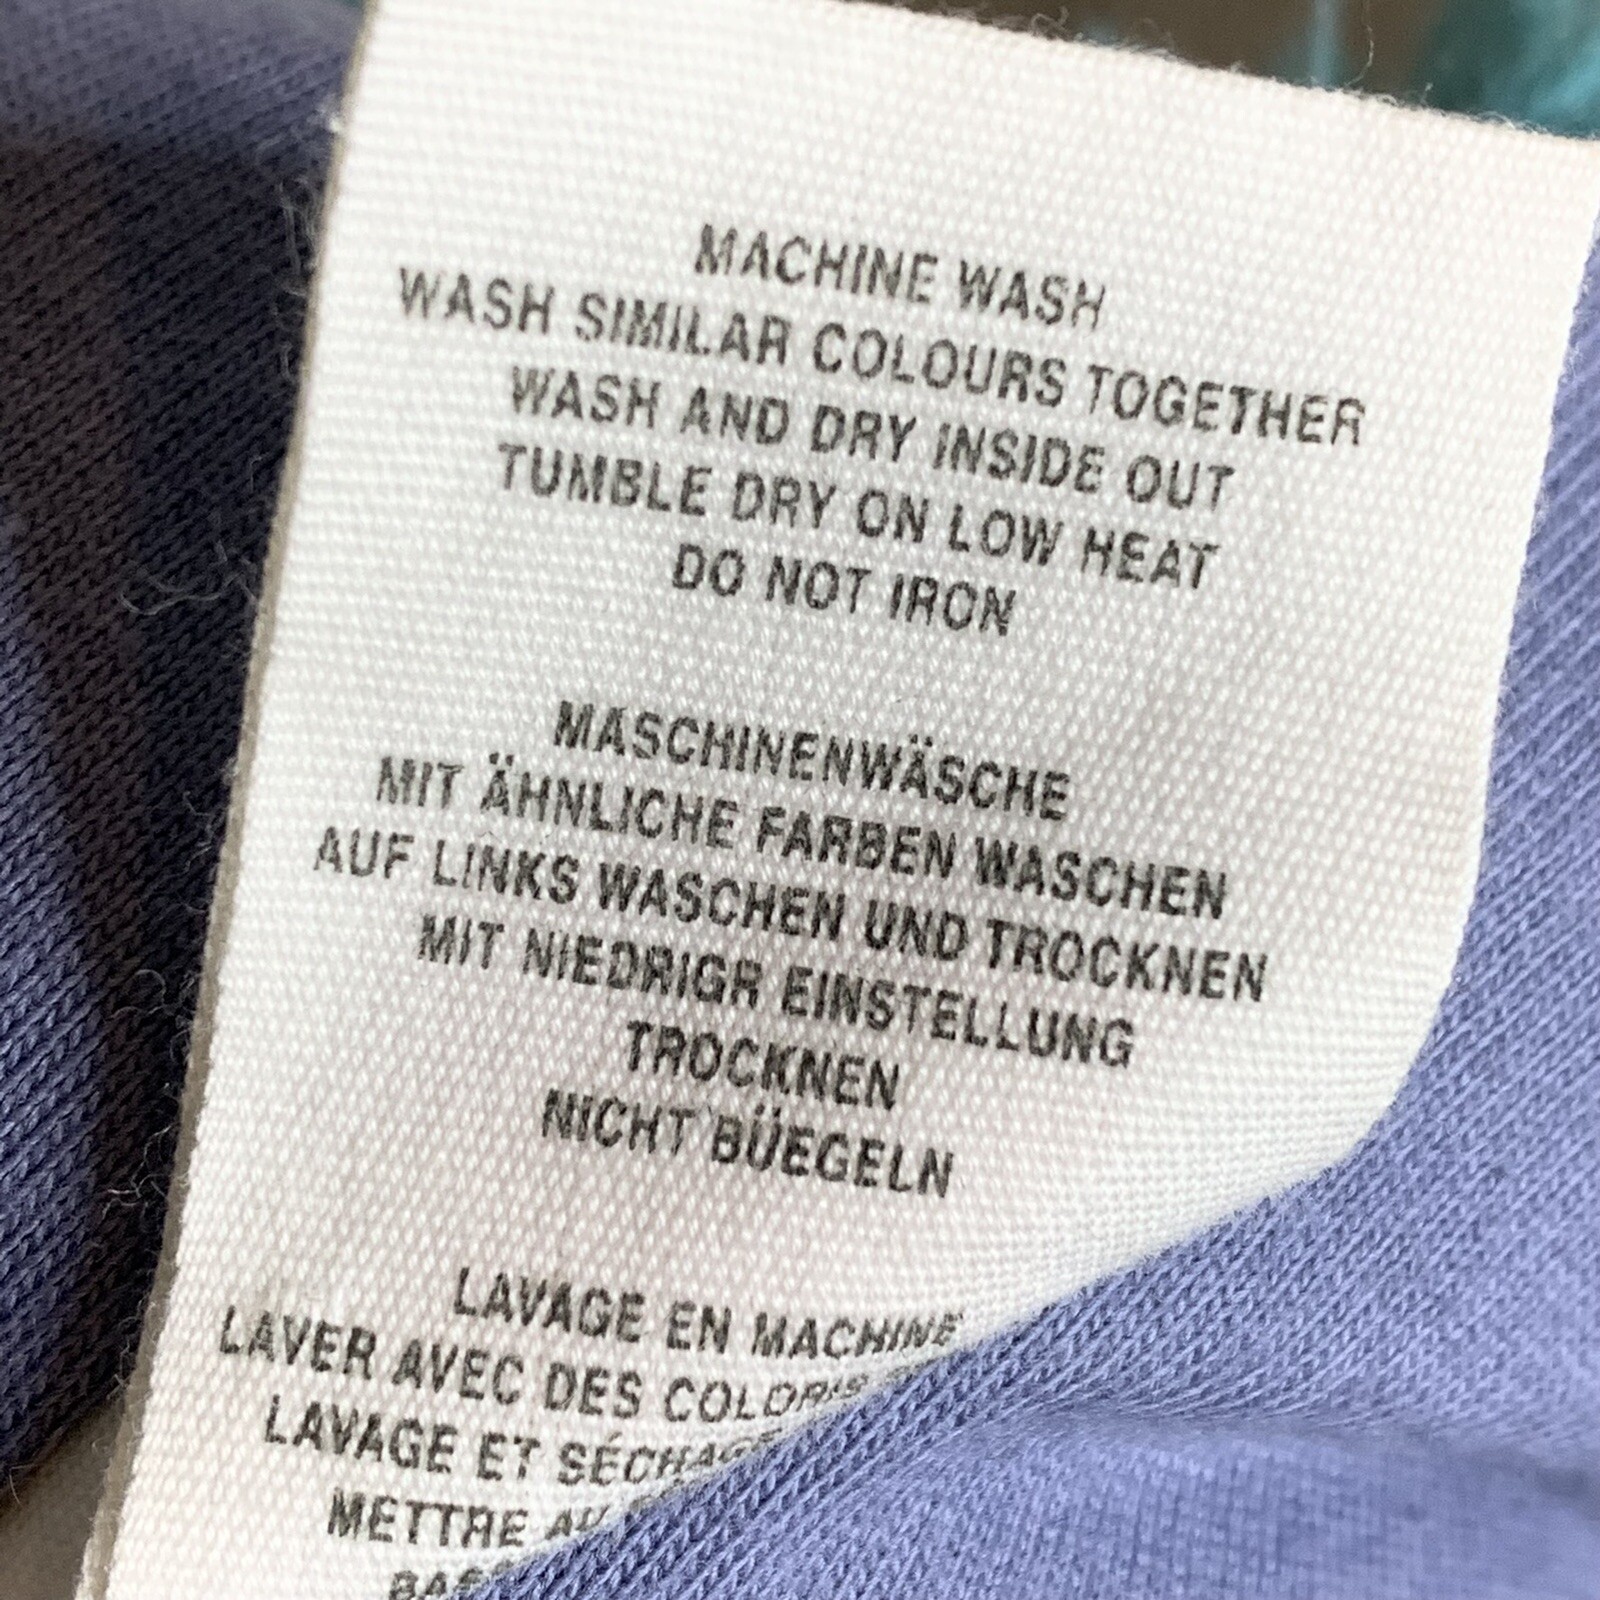 MACHINE WASH
WASH SIMILAR COLOURS TOGETHER
WASH AND DRY INSIDE OUT
TUMBLE DRY ON LOW HEAT
DO NOT IRON
MASCHINENWÄSCHE
MIT ÄHNLICHE FARBEN WASCHEN
AUF LINKS WASCHEN UND TROCKNEN
MIT NIEDRIGR EINSTELLUNG
TROCKNEN
NICHT BÜEGELN
LAVAGE EN MACHINE
LAVER AVEC DES COLORIS
LAVAGE ET
METTRE